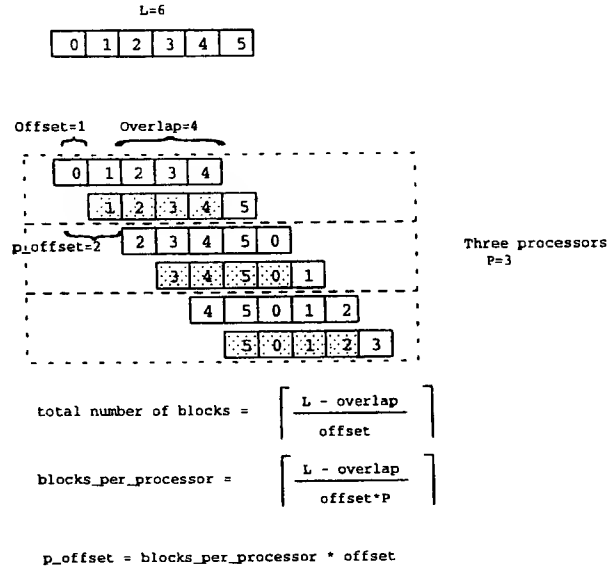 L=6
0 1 2 3 4 5
Offset=1 Overlap=4
0 1 2 3 4
1 2 3 4 5
p_offset=2 2 3 4 5 0
Three processors
3 4 5 0 1
P=3
4 5 0 1 2
5 0 1 2 3
total number of blocks = ⌈ L - overlap / offset ⌉
blocks_per_processor = ⌈ L - overlap / offset*P ⌉
p_offset = blocks_per_processor * offset